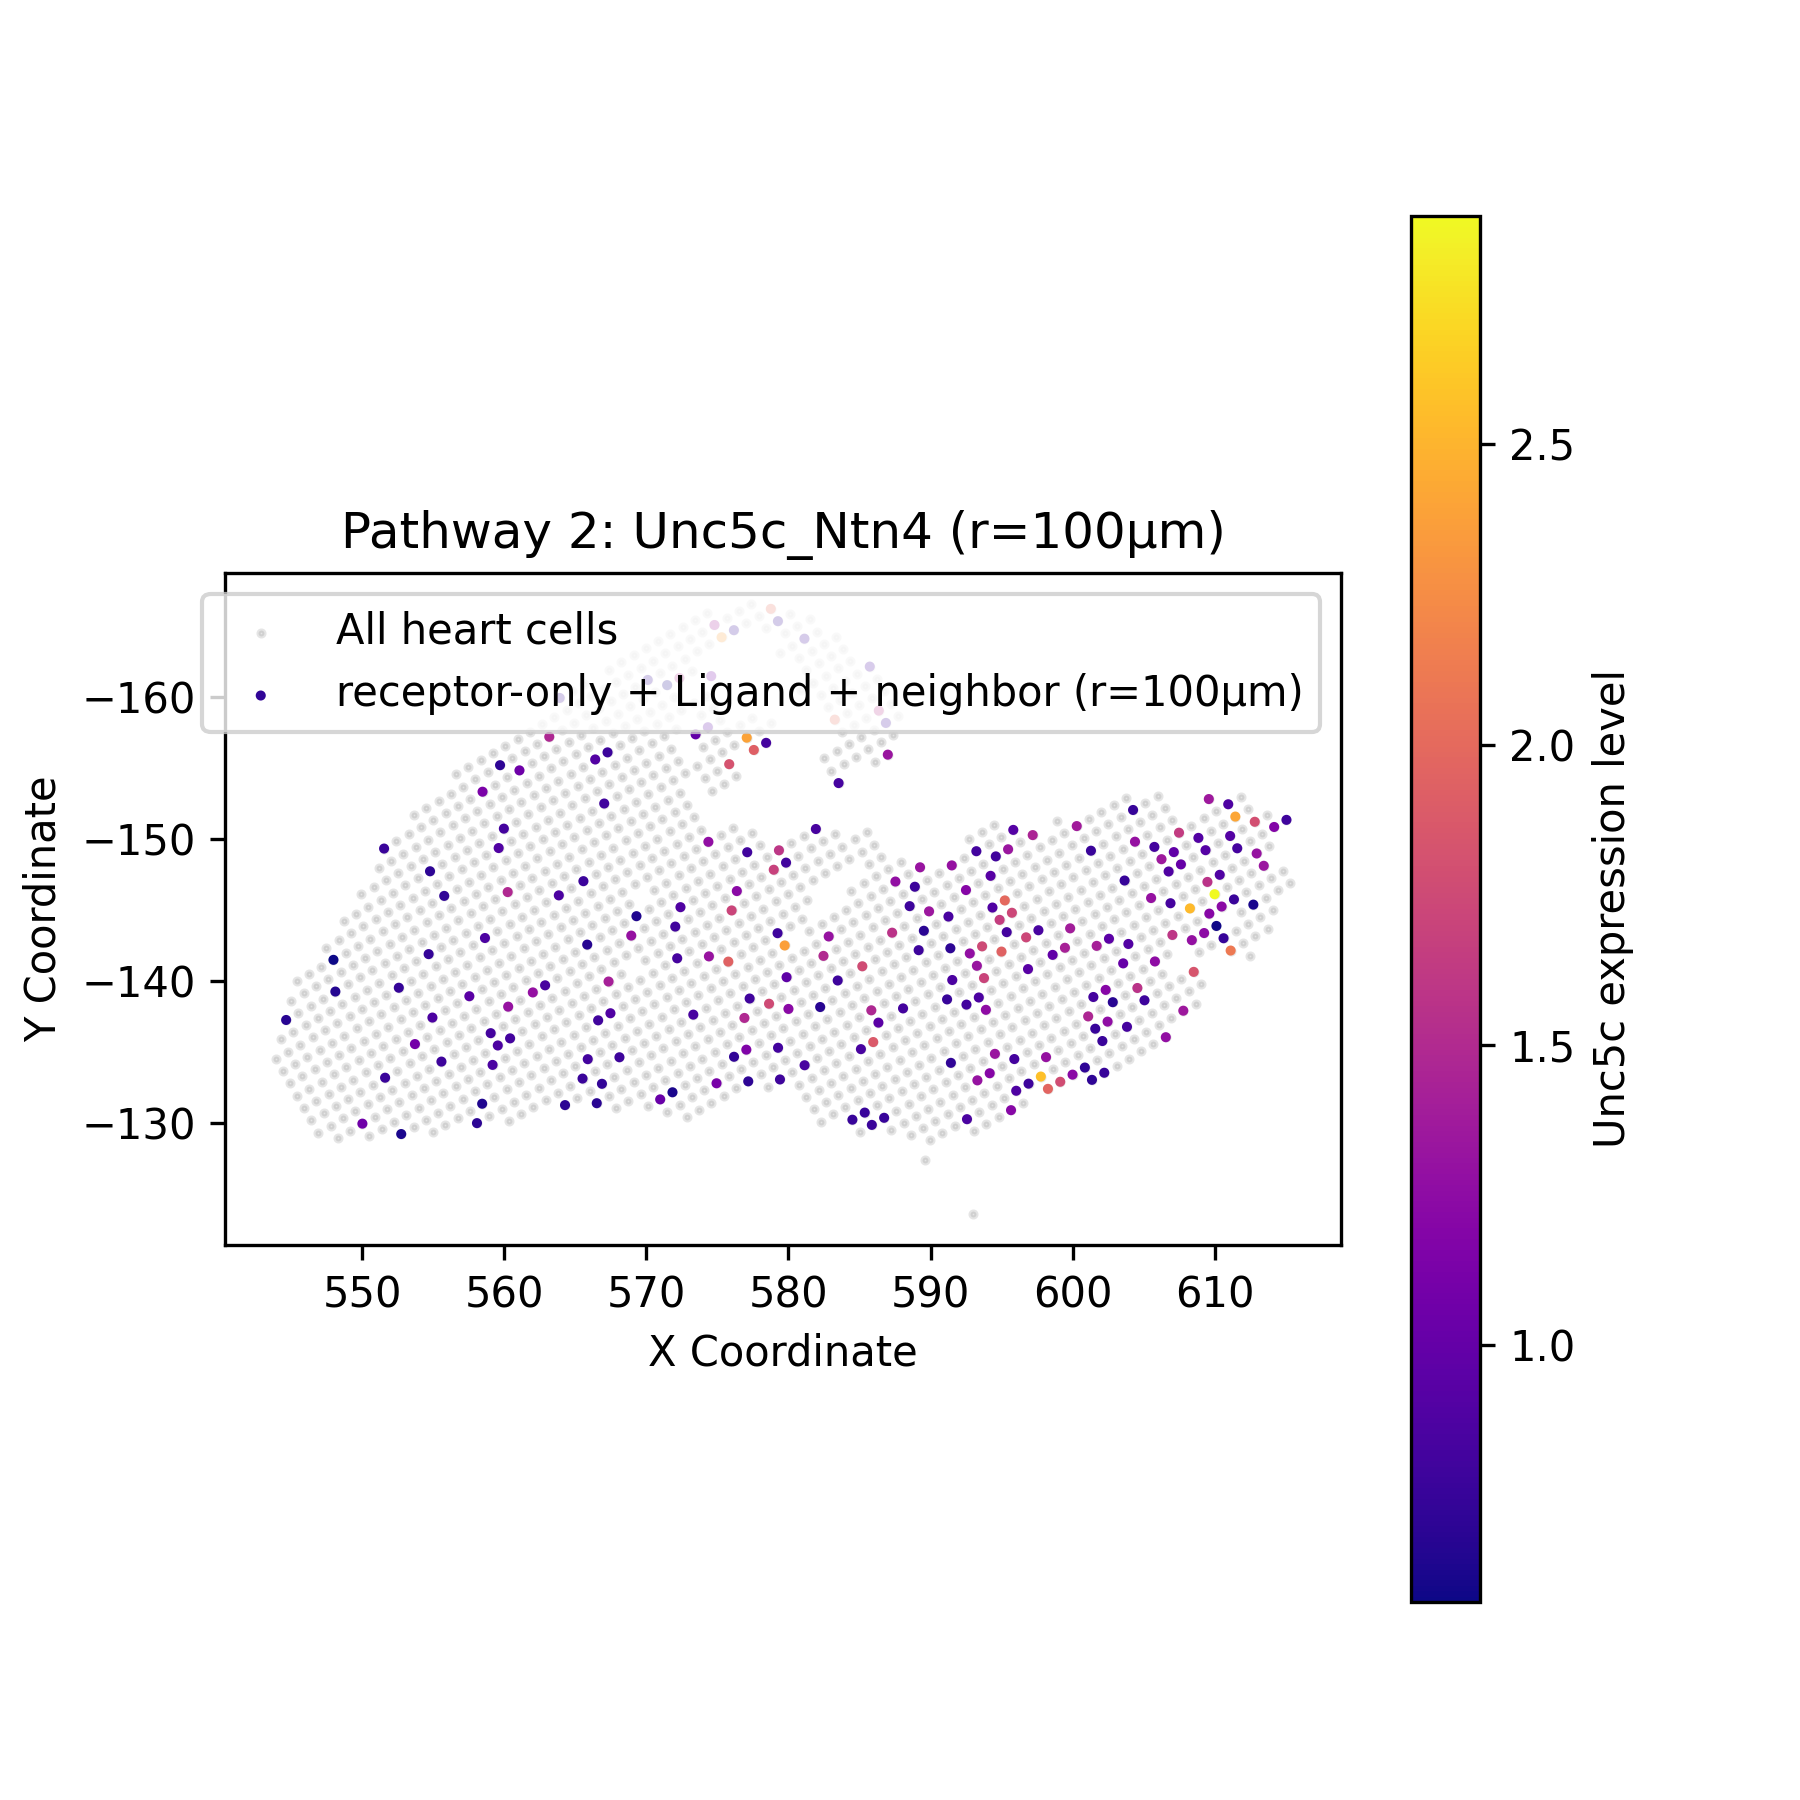 Pathway 2: Unc5c_Ntn4 (r=100μm)
All heart cells
receptor-only + Ligand + neighbor (r=100μm)
−160
−150
−140
−130
Y Coordinate
550 560 570 580 590 600 610
X Coordinate
2.5
2.0
1.5
1.0
Unc5c expression level